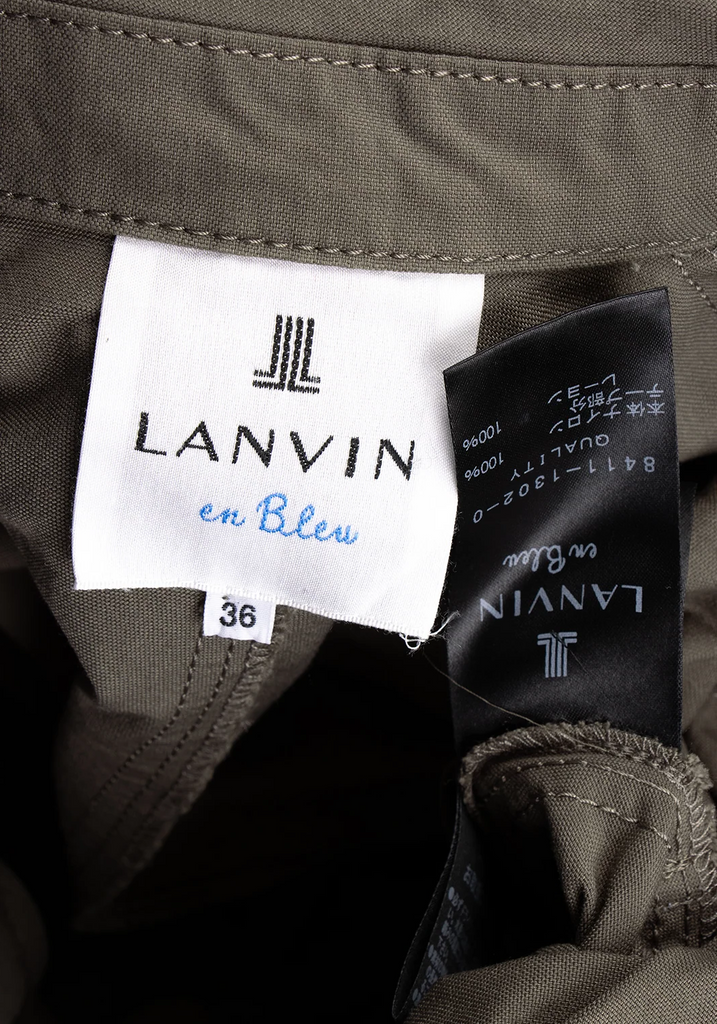 LANVIN
en Bleu
36
LANVIN
en Bleu
8411-1302-0
QUALITY
本体 ナイロン 100%
テープ部分
レーヨン 100%